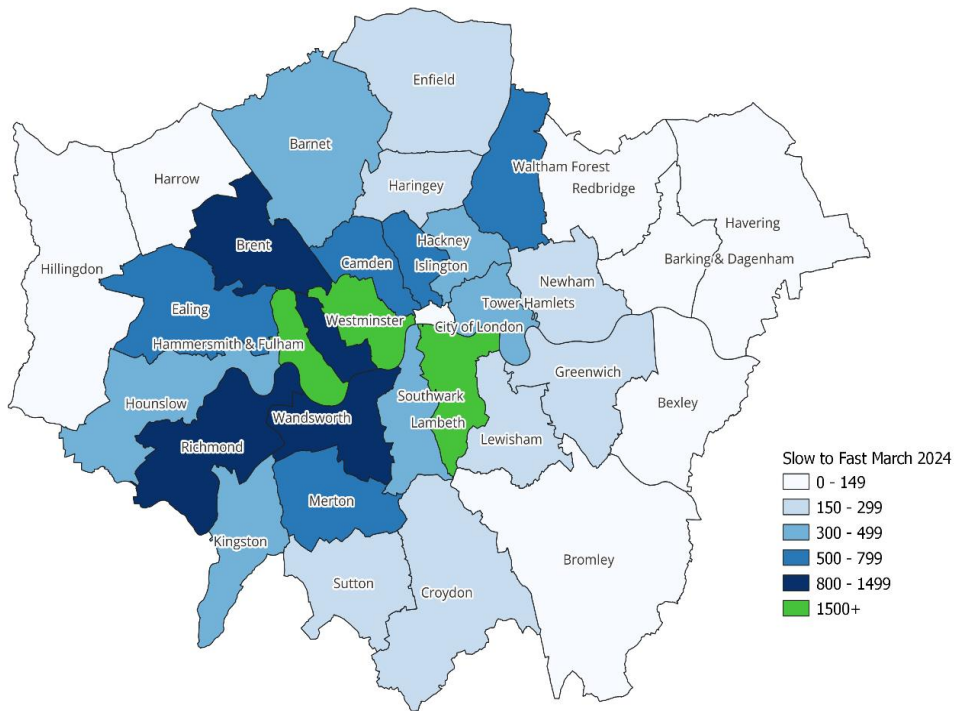 Enfield
Barnet
Waltham Forest
Harrow
Haringey
Redbridge
Havering
Brent
Hackney
Camden
Islington
Barking & Dagenham
Hillingdon
Newham
Ealing
Tower Hamlets
Westminster
City of London
Hammersmith & Fulham
Greenwich
Hounslow
Southwark
Bexley
Wandsworth
Lambeth
Richmond
Lewisham
Slow to Fast March 2024
0 - 149
150 - 299
300 - 499
500 - 799
800 - 1499
1500+
Merton
Kingston
Bromley
Sutton
Croydon